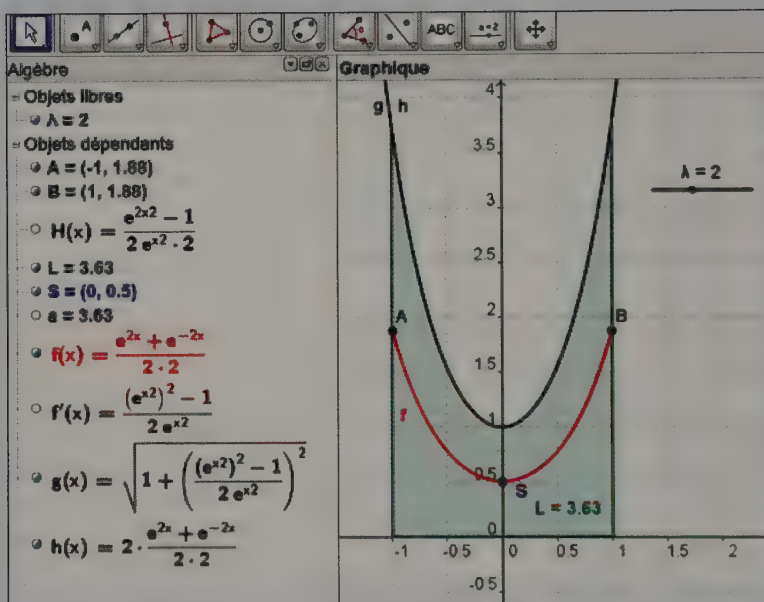 ABC
a=2
Algèbre
Graphique
Objets libres
λ = 2
Objets dépendants
A = (-1, 1.88)
B = (1, 1.88)
H(x) = (e^{2x2} − 1)/(2 e^{x2} · 2)
L = 3.63
S = (0, 0.5)
a = 3.63
f(x) = (e^{2x} + e^{−2x})/(2 · 2)
f′(x) = ((e^{x2})^2 − 1)/(2 e^{x2})
g(x) = √(1 + (((e^{x2})^2 − 1)/(2 e^{x2}))^2)
h(x) = 2 · (e^{2x} + e^{−2x})/(2 · 2)
g h
4
3.5
3
2.5
2
1.5
1
0.5
0
-0.5
λ = 2
A
B
f
S
L = 3.63
-1 -0.5 0 0.5 1 1.5 2